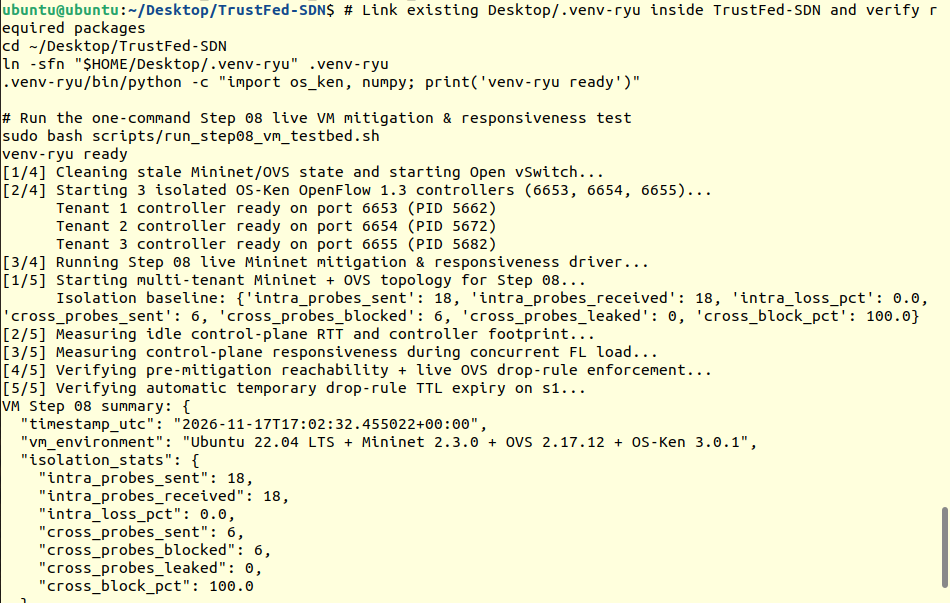 ubuntu@ubuntu:~/Desktop/TrustFed-SDN$ # Link existing Desktop/.venv-ryu inside TrustFed-SDN and verify r
equired packages
cd ~/Desktop/TrustFed-SDN
ln -sfn "$HOME/Desktop/.venv-ryu" .venv-ryu
.venv-ryu/bin/python -c "import os_ken, numpy; print('venv-ryu ready')"

# Run the one-command Step 08 live VM mitigation & responsiveness test
sudo bash scripts/run_step08_vm_testbed.sh
venv-ryu ready
[1/4] Cleaning stale Mininet/OVS state and starting Open vSwitch...
[2/4] Starting 3 isolated OS-Ken OpenFlow 1.3 controllers (6653, 6654, 6655)...
      Tenant 1 controller ready on port 6653 (PID 5662)
      Tenant 2 controller ready on port 6654 (PID 5672)
      Tenant 3 controller ready on port 6655 (PID 5682)
[3/4] Running Step 08 live Mininet mitigation & responsiveness driver...
[1/5] Starting multi-tenant Mininet + OVS topology for Step 08...
      Isolation baseline: {'intra_probes_sent': 18, 'intra_probes_received': 18, 'intra_loss_pct': 0.0,
'cross_probes_sent': 6, 'cross_probes_blocked': 6, 'cross_probes_leaked': 0, 'cross_block_pct': 100.0}
[2/5] Measuring idle control-plane RTT and controller footprint...
[3/5] Measuring control-plane responsiveness during concurrent FL load...
[4/5] Verifying pre-mitigation reachability + live OVS drop-rule enforcement...
[5/5] Verifying automatic temporary drop-rule TTL expiry on s1...
VM Step 08 summary: {
  "timestamp_utc": "2026-11-17T17:02:32.455022+00:00",
  "vm_environment": "Ubuntu 22.04 LTS + Mininet 2.3.0 + OVS 2.17.12 + OS-Ken 3.0.1",
  "isolation_stats": {
    "intra_probes_sent": 18,
    "intra_probes_received": 18,
    "intra_loss_pct": 0.0,
    "cross_probes_sent": 6,
    "cross_probes_blocked": 6,
    "cross_probes_leaked": 0,
    "cross_block_pct": 100.0
  }